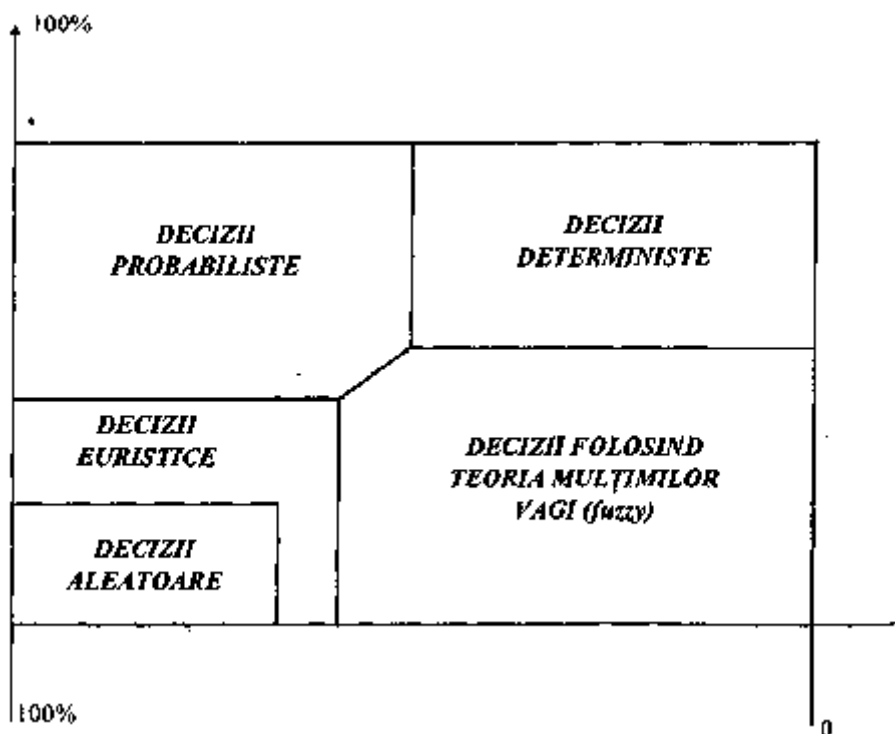 100%
DECIZII
PROBABILISTE
DECIZII
DETERMINISTE
DECIZII
EURISTICE
DECIZII FOLOSIND
TEORIA MULȚIMILOR
VAGI (fuzzy)
DECIZII
ALEATOARE
100%
0